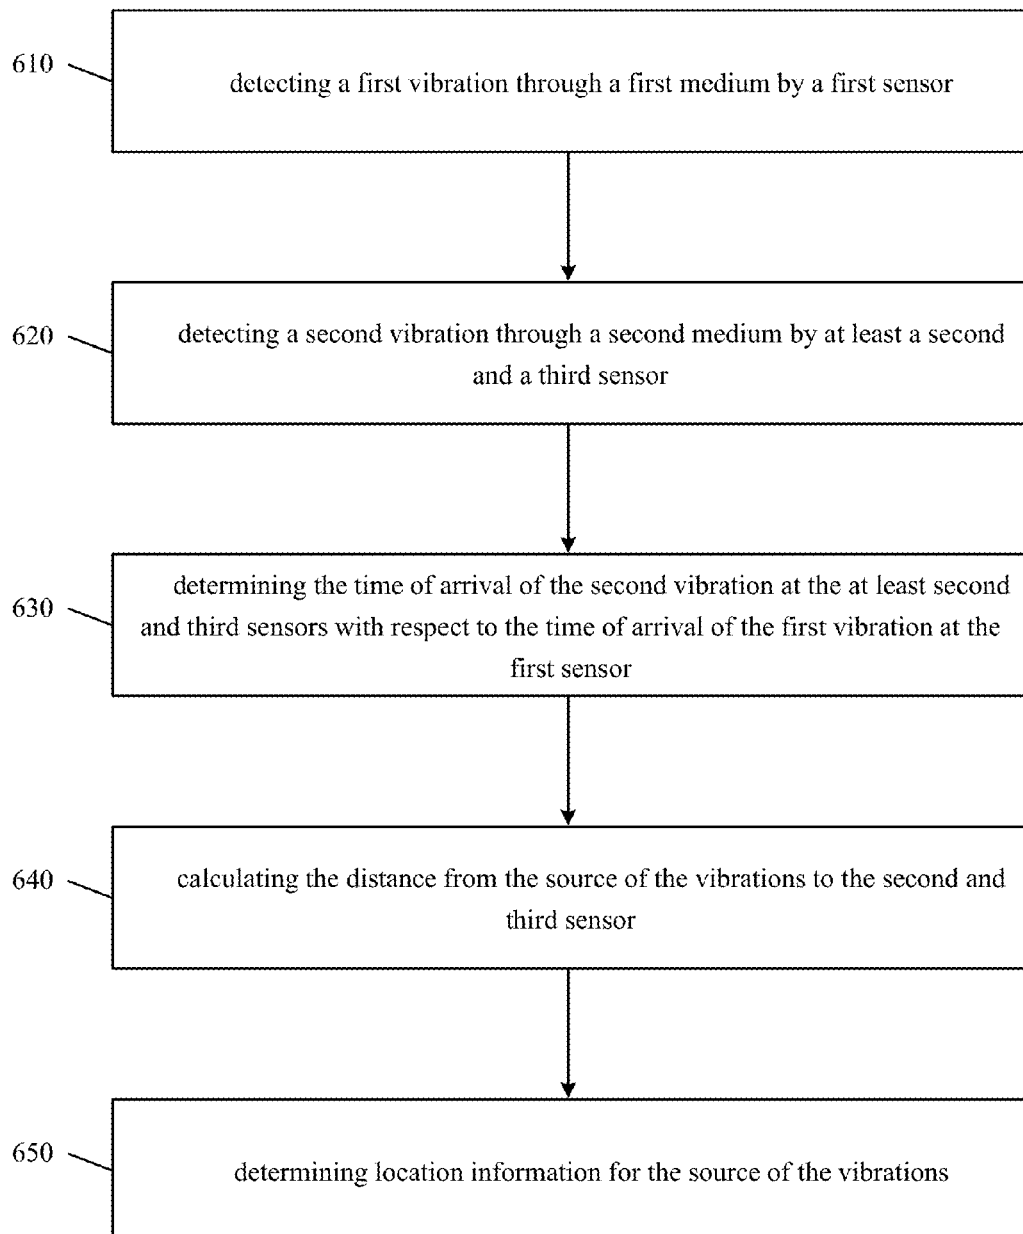 610
detecting a first vibration through a first medium by a first sensor
620
detecting a second vibration through a second medium by at least a second
and a third sensor
630
determining the time of arrival of the second vibration at the at least second
and third sensors with respect to the time of arrival of the first vibration at the
first sensor
640
calculating the distance from the source of the vibrations to the second and
third sensor
650
determining location information for the source of the vibrations